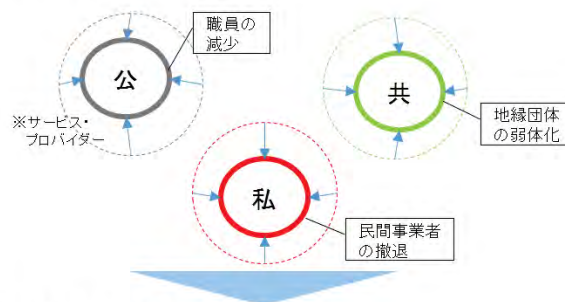 職員の
減少
公
※サービス・
プロバイダー
共
地縁団体
の弱体化
私
民間事業者
の撤退